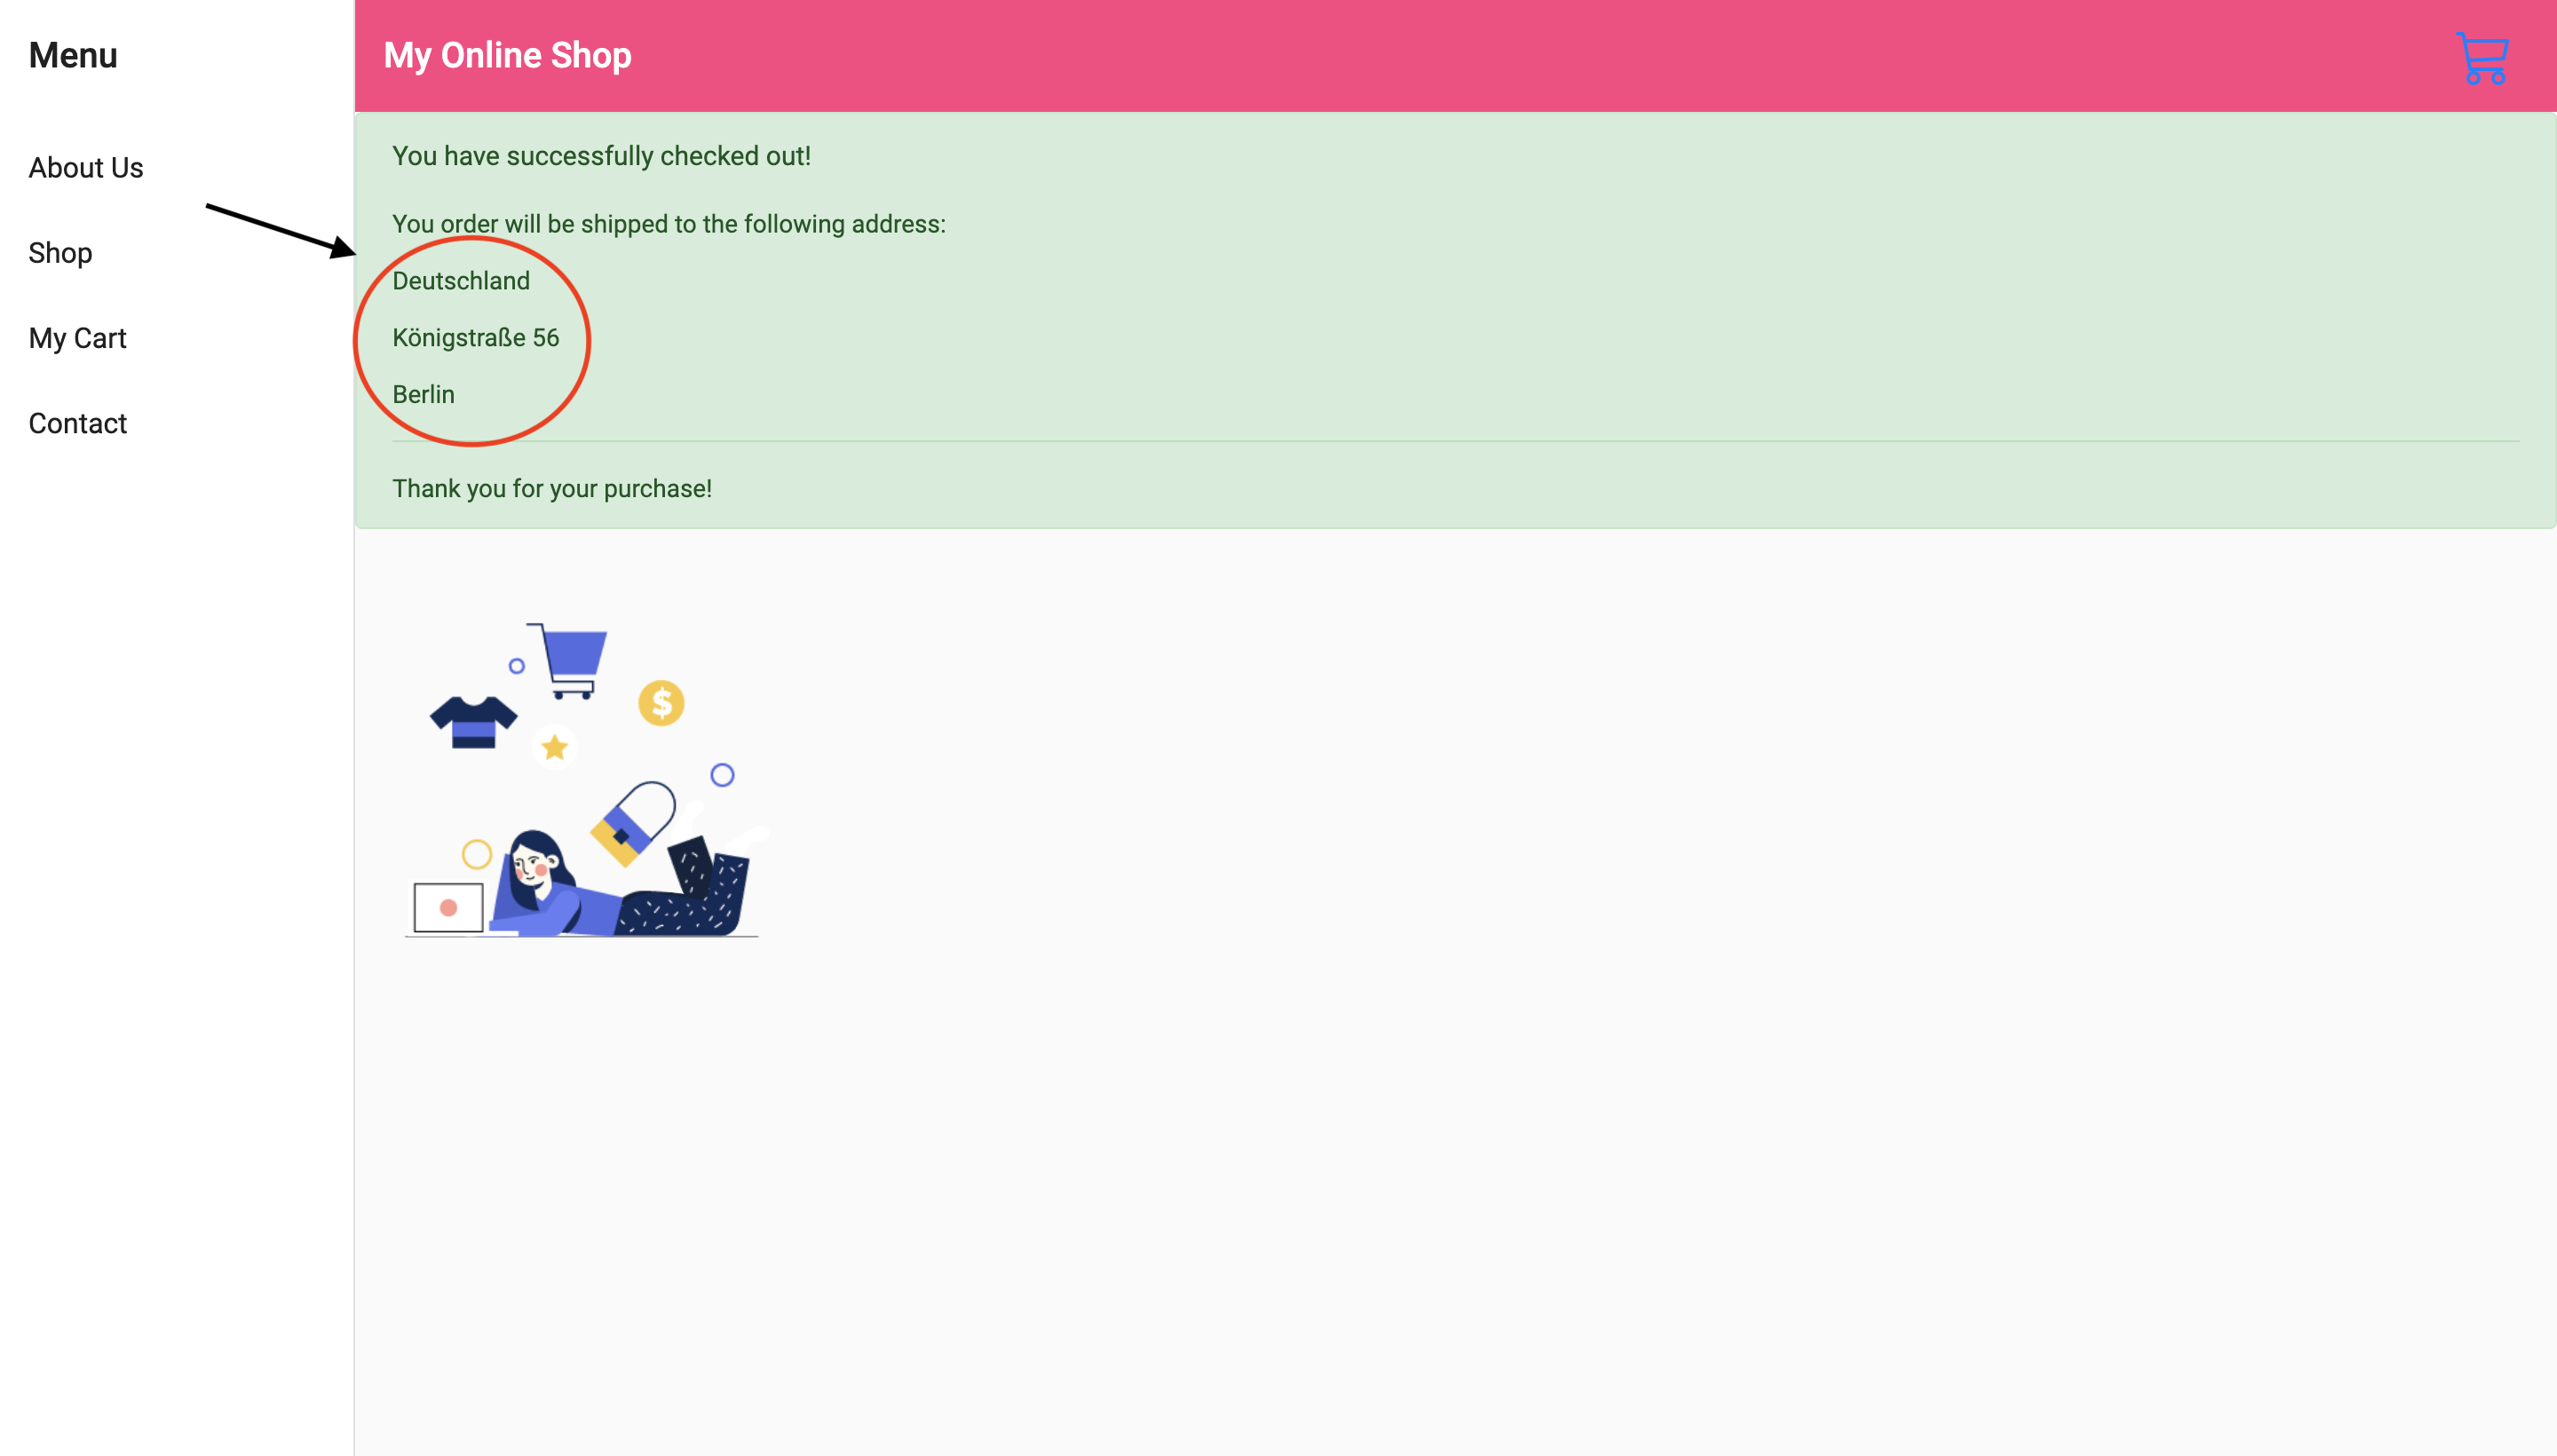 Menu
My Online Shop
About Us
Shop
My Cart
Contact
You have successfully checked out!
You order will be shipped to the following address:
Deutschland
Königstraße 56
Berlin
Thank you for your purchase!
$